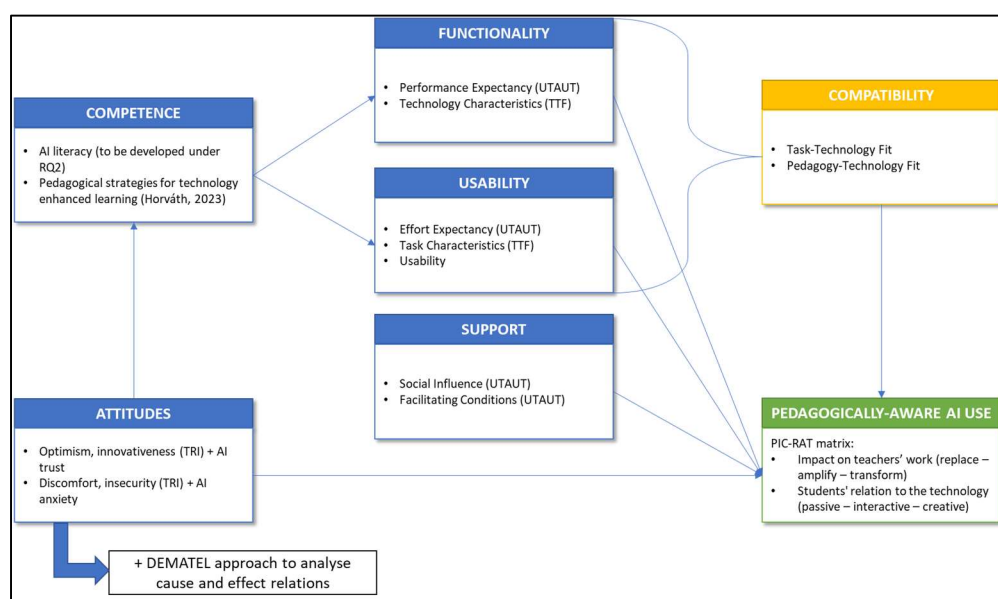 FUNCTIONALITY
• Performance Expectancy (UTAUT)
• Technology Characteristics (TTF)
COMPETENCE
• AI literacy (to be developed under
RQ2)
• Pedagogical strategies for technology
enhanced learning (Horváth, 2023)
USABILITY
• Effort Expectancy (UTAUT)
• Task Characteristics (TTF)
• Usability
COMPATIBILITY
• Task-Technology Fit
• Pedagogy-Technology Fit
SUPPORT
• Social Influence (UTAUT)
• Facilitating Conditions (UTAUT)
ATTITUDES
• Optimism, innovativeness (TRI) + AI
trust
• Discomfort, insecurity (TRI) + AI
anxiety
PEDAGOGICALLY-AWARE AI USE
PIC-RAT matrix:
• Impact on teachers' work (replace –
amplify – transform)
• Students' relation to the technology
(passive – interactive – creative)
+ DEMATEL approach to analyse
cause and effect relations